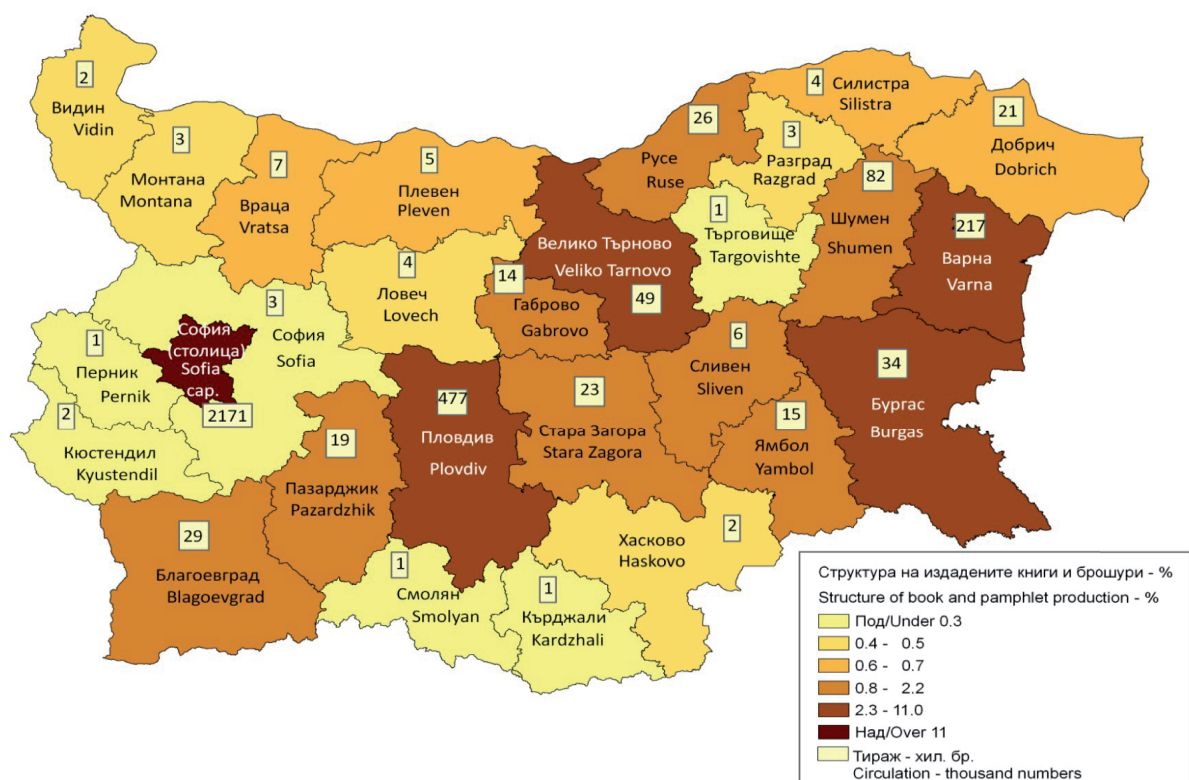 2
Видин
Vidin
3
Монтана
Montana
7
Враца
Vratsa
5
Плевен
Pleven
4
Ловеч
Lovech
14
Габрово
Gabrovo
Велико Търново
Veliko Tarnovo
49
26
Русе
Ruse
3
Разград
Razgrad
4
Силистра
Silistra
21
Добрич
Dobrich
1
Търговище
Targovishte
82
Шумен
Shumen
217
Варна
Varna
3
София
Sofia
София
(столица)
Sofia
cap.
2171
1
Перник
Pernik
2
Кюстендил
Kyustendil
29
Благоевград
Blagoevgrad
19
Пазарджик
Pazardzhik
477
Пловдив
Plovdiv
23
Стара Загора
Stara Zagora
6
Сливен
Sliven
15
Ямбол
Yambol
34
Бургас
Burgas
1
Смолян
Smolyan
1
Кърджали
Kardzhali
2
Хасково
Haskovo
Структура на издадените книги и брошури - %
Structure of book and pamphlet production - %
Под/Under 0.3
0.4 - 0.5
0.6 - 0.7
0.8 - 2.2
2.3 - 11.0
Над/Over 11
Тираж - хил. бр.
Circulation - thousand numbers